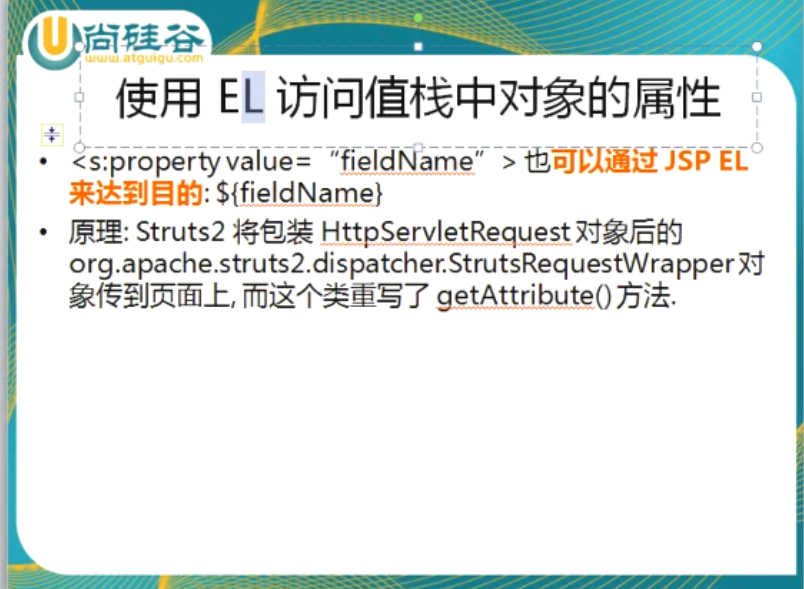 尚硅谷
www.atguigu.com
使用 EL 访问值栈中对象的属性
• <s:property value= “fieldName” > 也可以通过 JSP EL
来达到目的: ${fieldName}
• 原理: Struts2 将包装 HttpServletRequest 对象后的
org.apache.struts2.dispatcher.StrutsRequestWrapper 对
象传到页面上, 而这个类重写了 getAttribute() 方法.